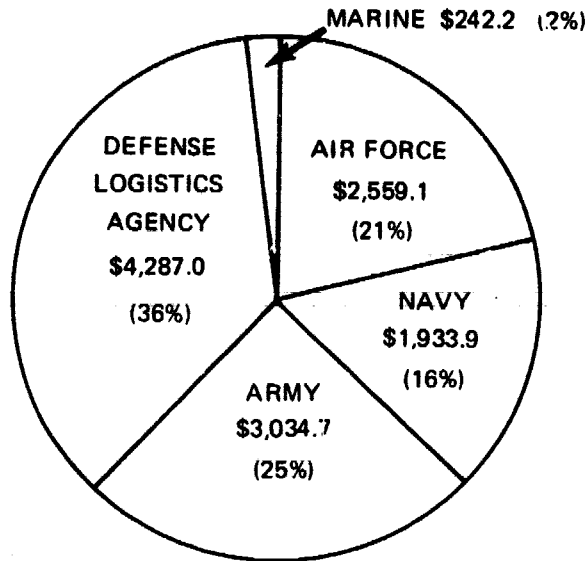 MARINE $242.2 (2%)
AIR FORCE
$2,559.1
(21%)
DEFENSE
LOGISTICS
AGENCY
$4,287.0
(36%)
NAVY
$1,933.9
(16%)
ARMY
$3,034.7
(25%)